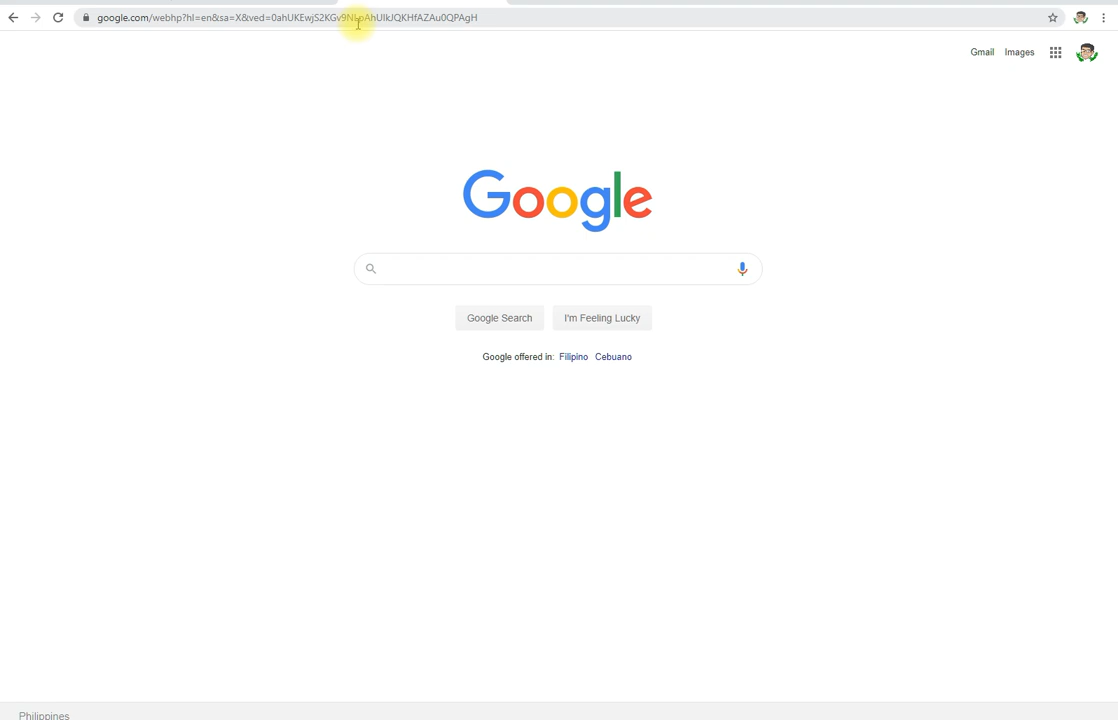 google.com/webhp?hl=en&sa=X&ved=0ahUKEwjS2KGv9NLpAhUIkJQKHfAZAu0QPAgH
Gmail Images
Google
Google Search I'm Feeling Lucky
Google offered in: Filipino Cebuano
Philippines